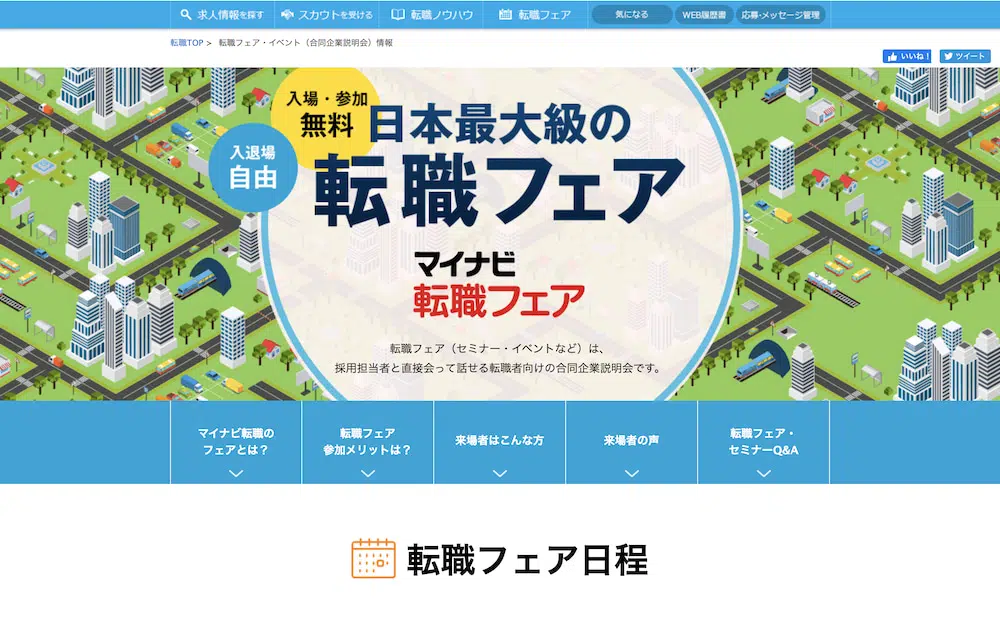 求人情報を探す
スカウトを受ける
転職ノウハウ
転職フェア
気になる
WEB履歴書
応募・メッセージ管理
転職TOP > 転職フェア・イベント（合同企業説明会）情報
いいね！
ツイート
入場・参加
無料
入退場
自由
日本最大級の
転職フェア
マイナビ
転職フェア
転職フェア（セミナー・イベントなど）は、
採用担当者と直接会って話せる転職者向けの合同企業説明会です。
マイナビ転職の
フェアとは？
転職フェア
参加メリットは？
来場者はこんな方
来場者の声
転職フェア・
セミナーQ&A
転職フェア日程